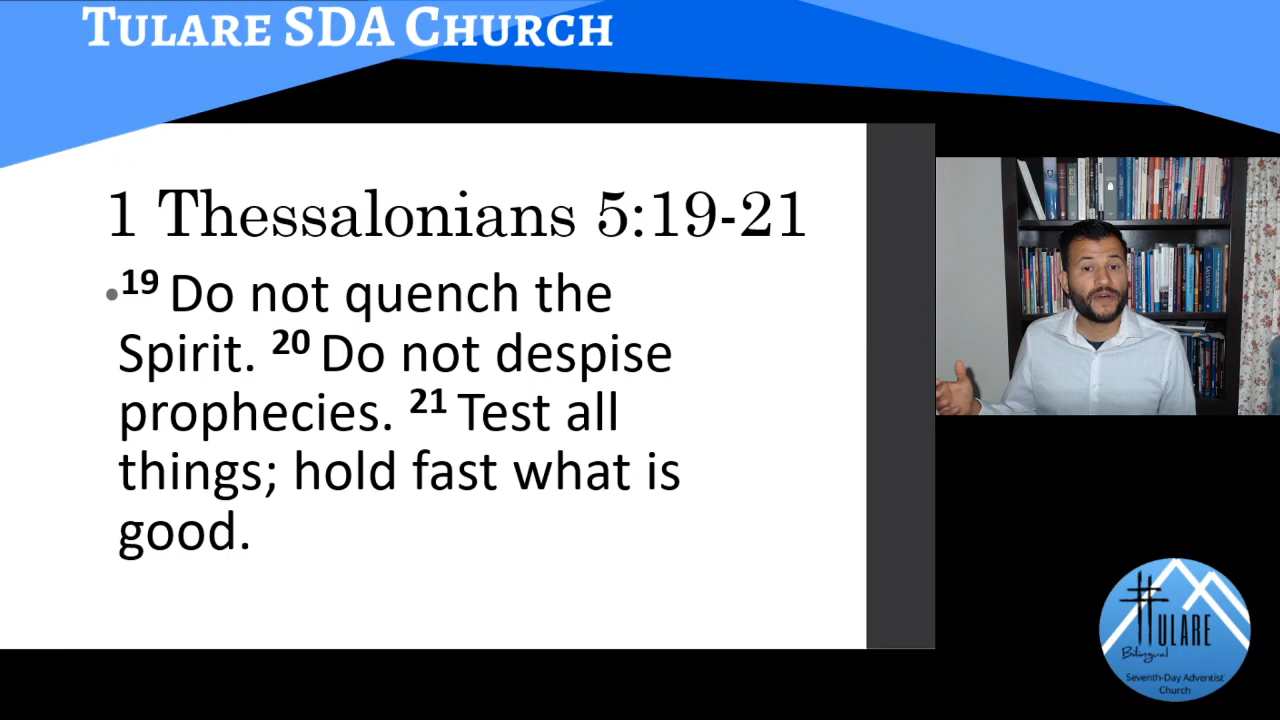 Tulare SDA Church
1 Thessalonians 5:19-21
•19 Do not quench the
Spirit. 20 Do not despise
prophecies. 21 Test all
things; hold fast what is
good.
SALVATION
TULARE
Bilingual
Seventh-Day Adventist
Church